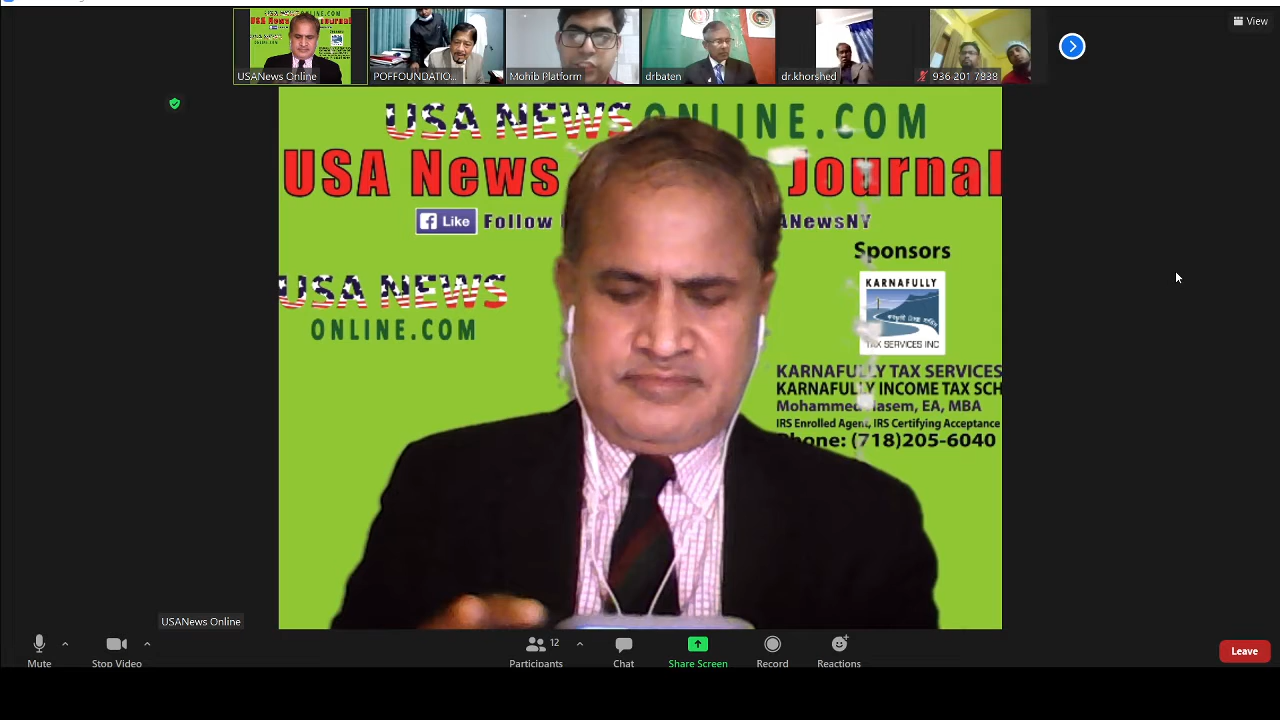 View
USANews Online
POFFOUNDATIO...
Mohib Platform
drbaten
dr.khorshed
936 201 7838
USA NEWS ONLINE.COM
USA News Journal
Like Follow
ANewsNY
Sponsors
USA NEWS
ONLINE.COM
KARNAFULLY
TAX SERVICES INC
KARNAFULLY TAX SERVICES
KARNAFULLY INCOME TAX SCH
Mohammed Hasem, EA, MBA
IRS Enrolled Agent, IRS Certifying Acceptance
Phone: (718)205-6040
USANews Online
Mute
Stop Video
Participants
12
Chat
Share Screen
Record
Reactions
Leave